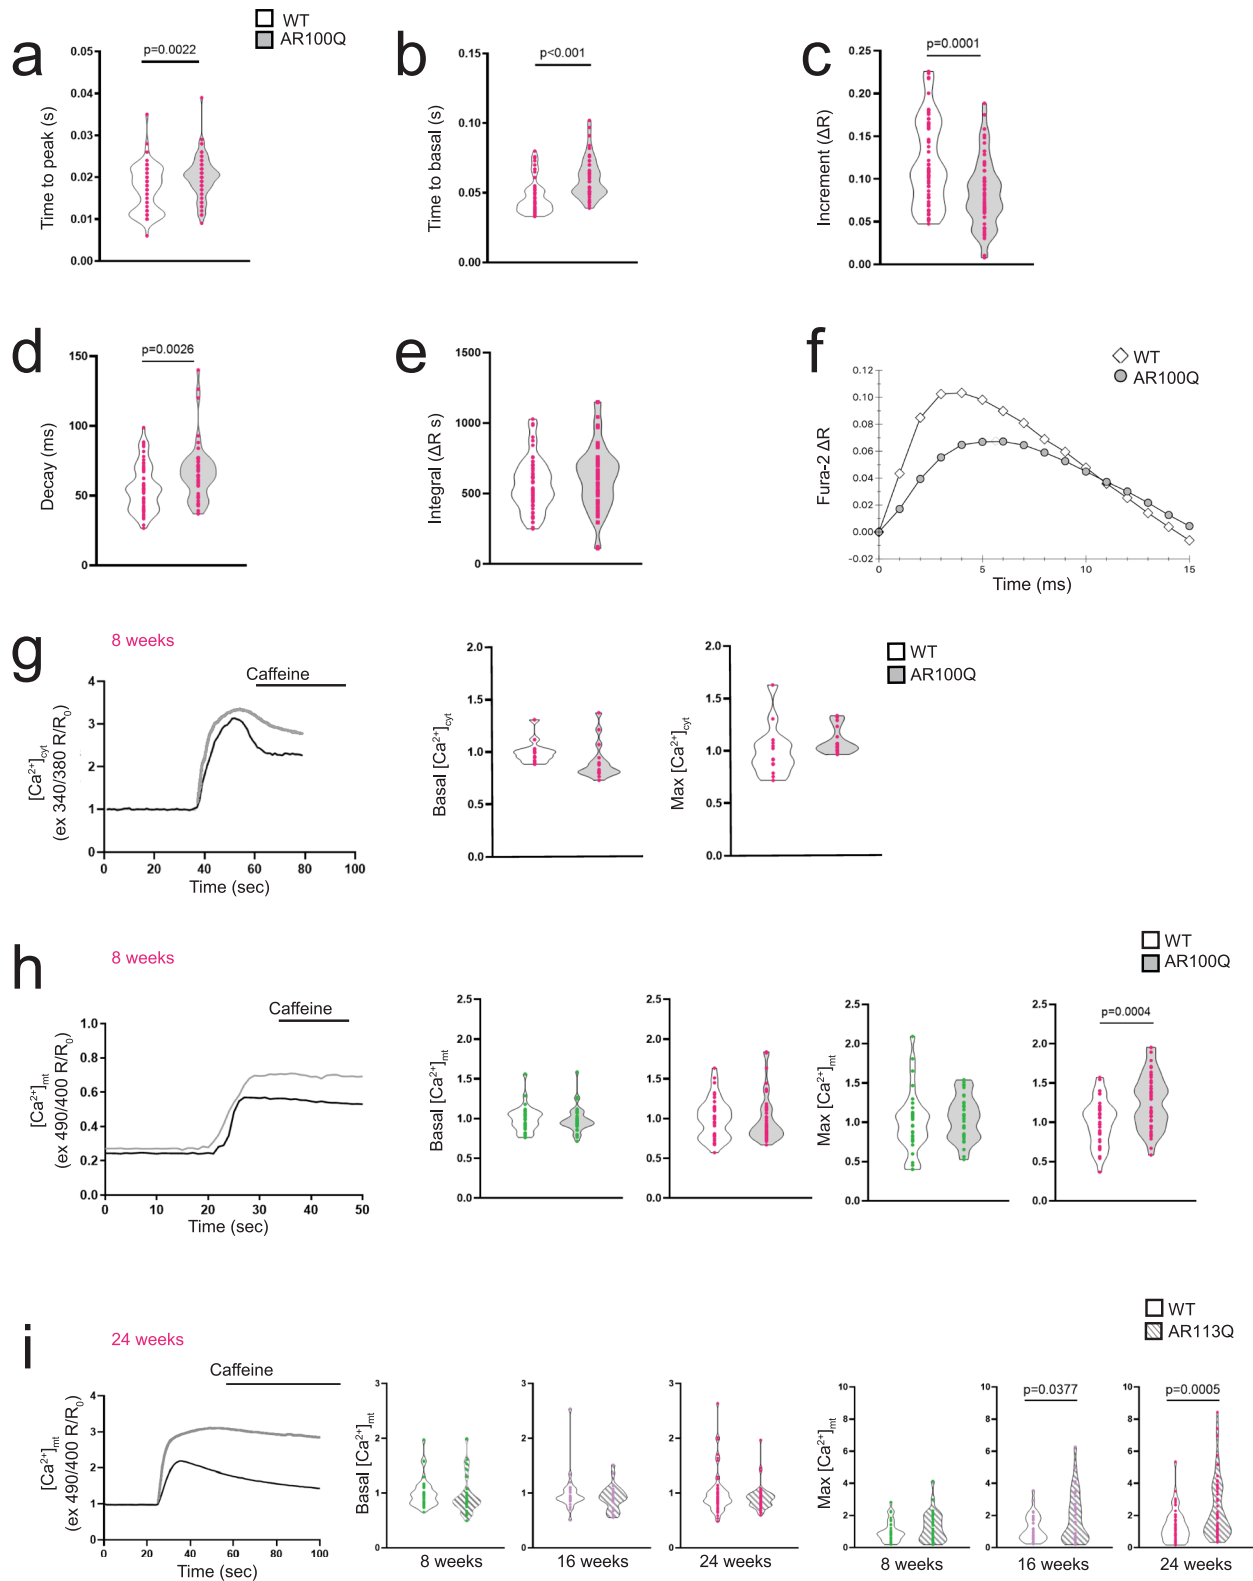 WT
AR100Q
a
Time to peak (s)
0.05
0.04
0.03
0.02
0.01
0.00
p=0.0022
b
Time to basal (s)
0.15
0.10
0.05
0.00
p<0.001
c
Increment (ΔR)
0.25
0.20
0.15
0.10
0.05
0.00
p=0.0001
d
Decay (ms)
150
100
50
0
p=0.0026
e
Integral (ΔR s)
1500
1000
500
0
f
WT
AR100Q
Fura-2 ΔR
0.12
0.10
0.08
0.06
0.04
0.02
0.00
-0.02
0 5 10 15
Time (ms)
g
8 weeks
Caffeine
[Ca²⁺]cyt
(ex 340/380 R/R₀)
4
3
2
1
0
0 20 40 60 80 100
Time (sec)
Basal [Ca²⁺]cyt
2.0
1.5
1.0
0.5
0.0
Max [Ca²⁺]cyt
2.0
1.5
1.0
0.5
0.0
WT
AR100Q
h
8 weeks
WT
AR100Q
Caffeine
[Ca²⁺]mt
(ex 490/400 R/R₀)
1.0
0.8
0.6
0.4
0.2
0.0
0 10 20 30 40 50
Time (sec)
Basal [Ca²⁺]mt
2.5
2.0
1.5
1.0
0.5
0.0
2.5
2.0
1.5
1.0
0.5
0.0
Max [Ca²⁺]mt
2.5
2.0
1.5
1.0
0.5
0.0
2.5
2.0
1.5
1.0
0.5
0.0
p=0.0004
i
24 weeks
WT
AR113Q
Caffeine
[Ca²⁺]mt
(ex 490/400 R/R₀)
4
3
2
1
0
0 20 40 60 80 100
Time (sec)
Basal [Ca²⁺]mt
3
2
1
0
8 weeks
3
2
1
0
16 weeks
3
2
1
0
24 weeks
Max [Ca²⁺]mt
10
8
6
4
2
0
8 weeks
10
8
6
4
2
0
p=0.0377
16 weeks
10
8
6
4
2
0
p=0.0005
24 weeks